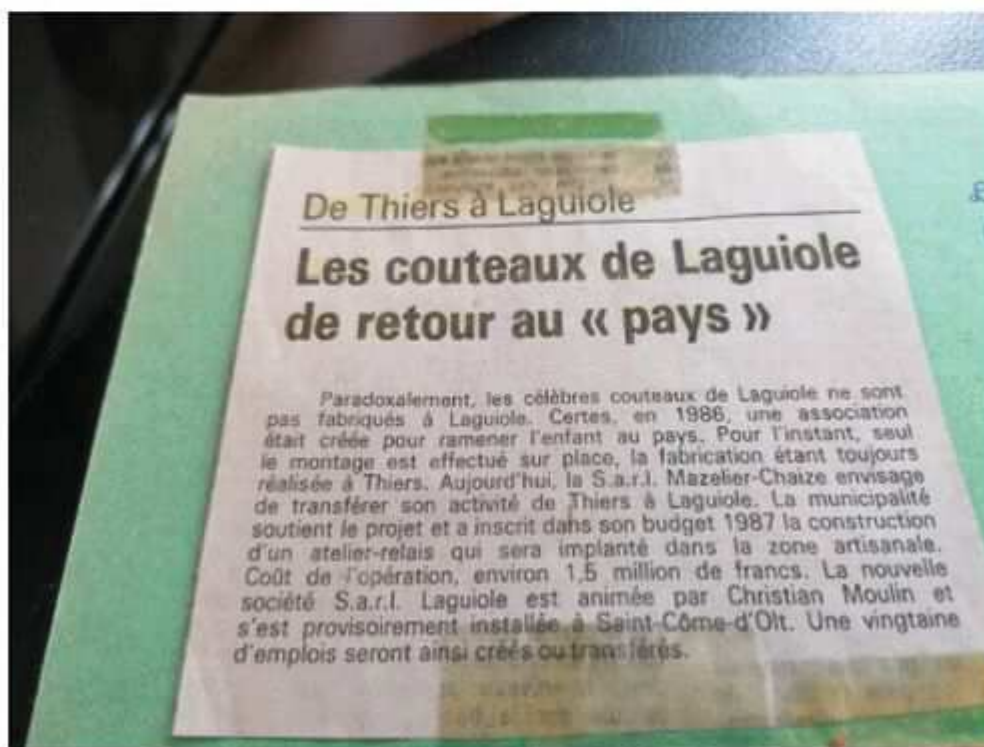 De Thiers à Laguiole
Les couteaux de Laguiole
de retour au « pays »
Paradoxalement, les célèbres couteaux de Laguiole ne sont
pas fabriqués à Laguiole. Certes, en 1986, une association
était créée pour ramener l'enfant au pays. Pour l'instant, seul
le montage est effectué sur place, la fabrication étant toujours
réalisée à Thiers. Aujourd'hui, la S.a.r.l. Mazelier-Chaize envisage
de transférer son activité de Thiers à Laguiole. La municipalité
soutient le projet et a inscrit dans son budget 1987 la construction
d'un atelier-relais qui sera implanté dans la zone artisanale.
Coût de l'opération, environ 1,5 million de francs. La nouvelle
société S.a.r.l. Laguiole est animée par Christian Moulin et
s'est provisoirement installée à Saint-Côme-d'Olt. Une vingtaine
d'emplois seront ainsi créés ou transférés.